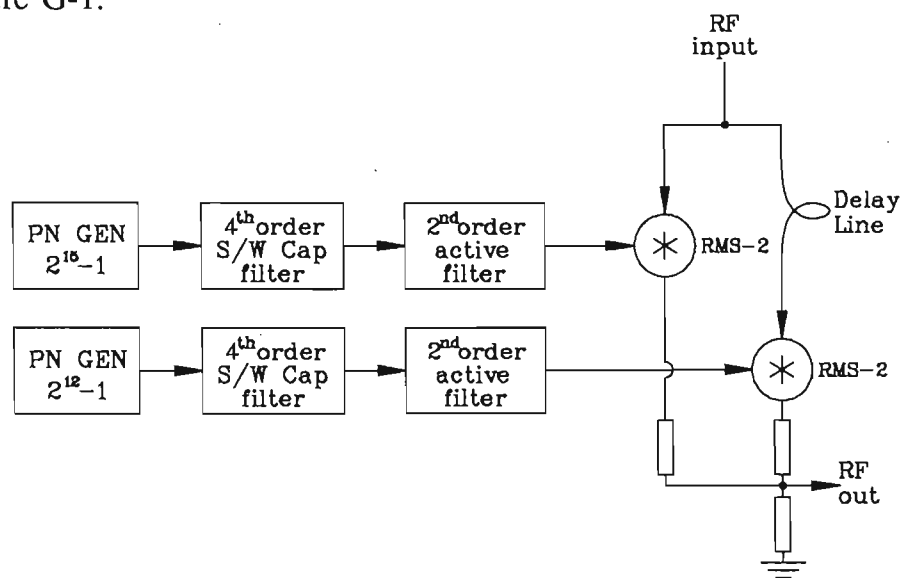 RF
input
Delay
Line
PN GEN
2¹⁵-1
4ᵗʰorder
S/W Cap
filter
2ⁿᵈorder
active
filter
RMS-2
PN GEN
2¹²-1
4ᵗʰorder
S/W Cap
filter
2ⁿᵈorder
active
filter
RMS-2
RF
out